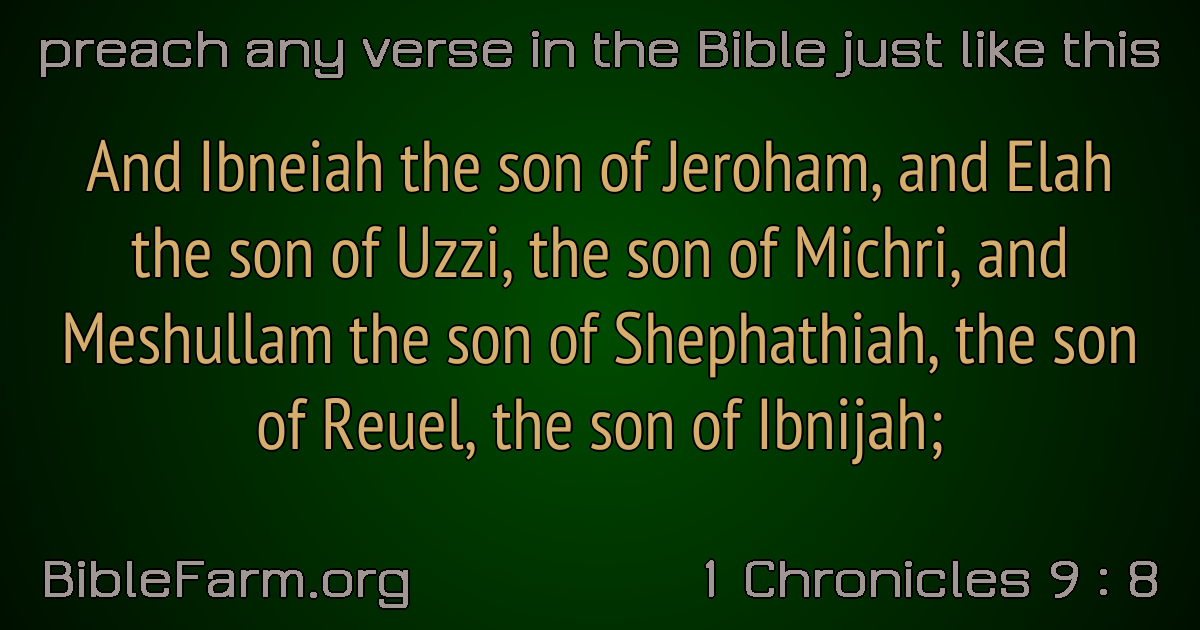 preach any verse in the Bible just like this
And Ibneiah the son of Jeroham, and Elah
the son of Uzzi, the son of Michri, and
Meshullam the son of Shephathiah, the son
of Reuel, the son of Ibnijah;
BibleFarm.org 1 Chronicles 9 : 8